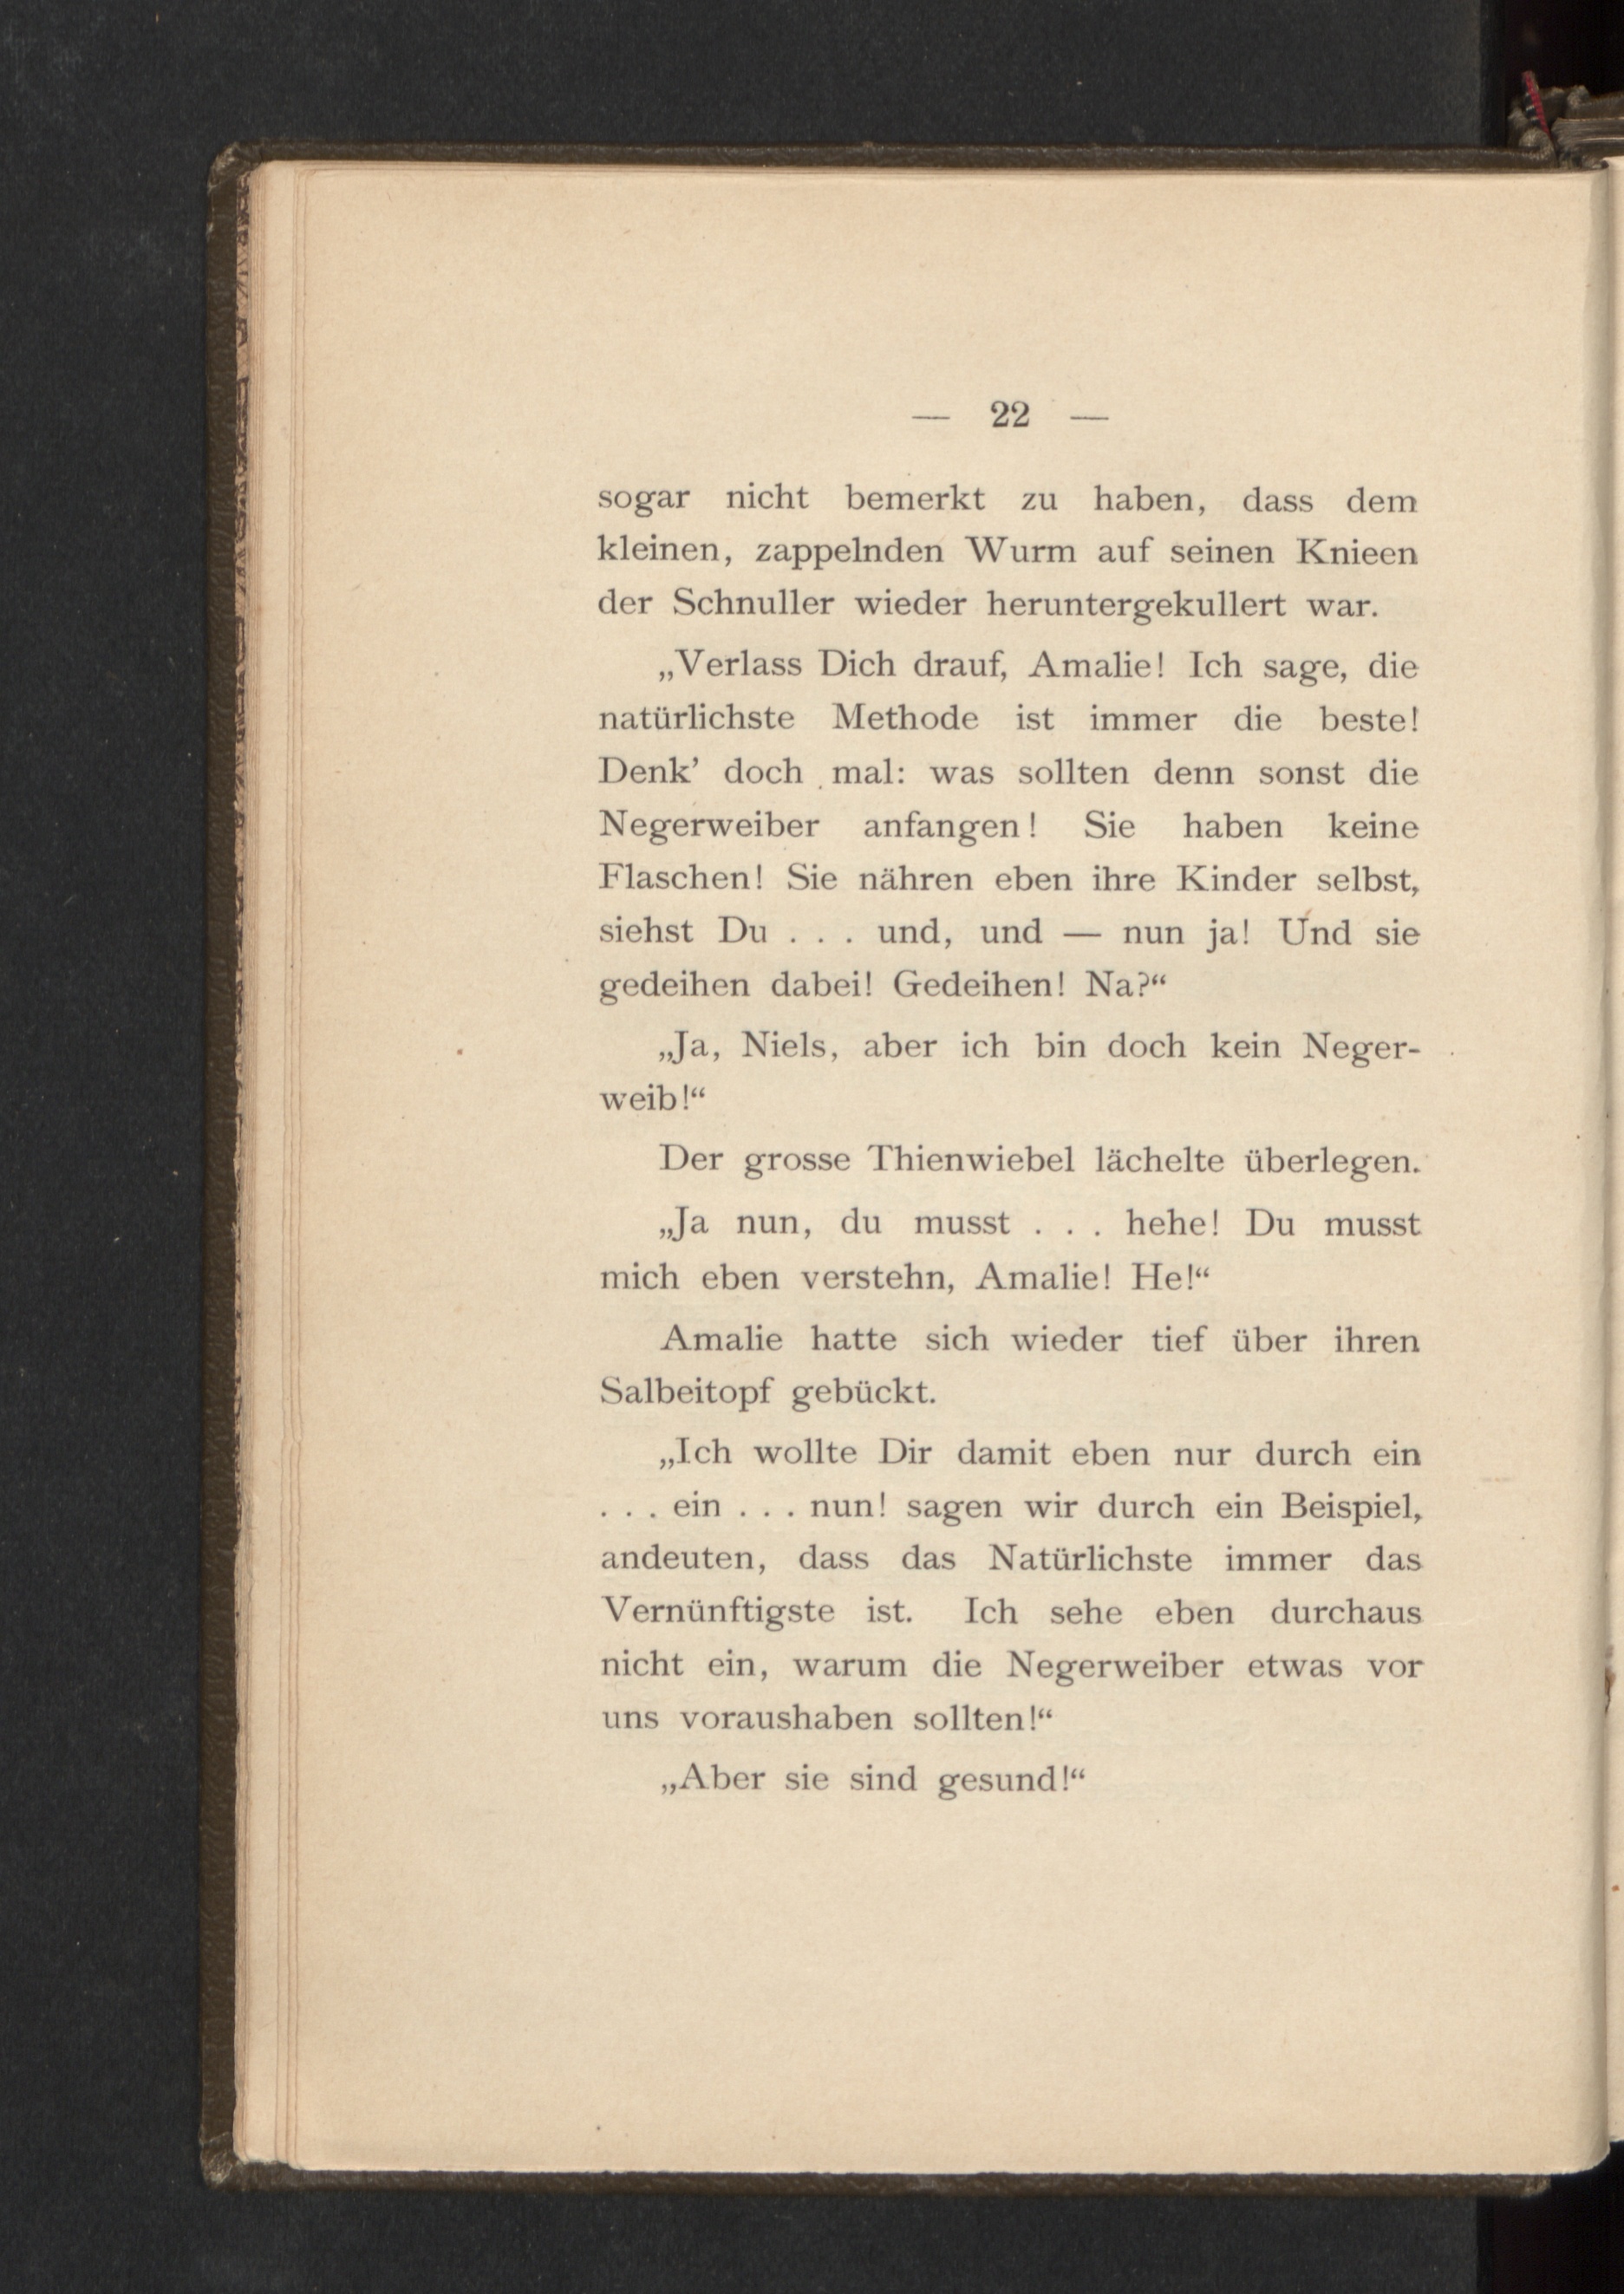 — 22 —
sogar nicht bemerkt zu haben, dass dem
kleinen, zappelnden Wurm auf seinen Knieen
der Schnuller wieder heruntergekullert war.
„Verlass Dich drauf, Amalie! Ich sage, die
natürlichste Methode ist immer die beste!
Denk’ doch mal: was sollten denn sonst die
Negerweiber anfangen! Sie haben keine
Flaschen! Sie nähren eben ihre Kinder selbst,
siehst Du . . . und, und — nun ja! Und sie
gedeihen dabei! Gedeihen! Na?“
„Ja, Niels, aber ich bin doch kein Neger-
weib!“
Der grosse Thienwiebel lächelte überlegen.
„Ja nun, du musst . . . hehe! Du musst
mich eben verstehn, Amalie! He!“
Amalie hatte sich wieder tief über ihren
Salbeitopf gebückt.
„Ich wollte Dir damit eben nur durch ein
. . . ein . . . nun! sagen wir durch ein Beispiel,
andeuten, dass das Natürlichste immer das
Vernünftigste ist. Ich sehe eben durchaus
nicht ein, warum die Negerweiber etwas vor
uns voraushaben sollten!“
„Aber sie sind gesund!“